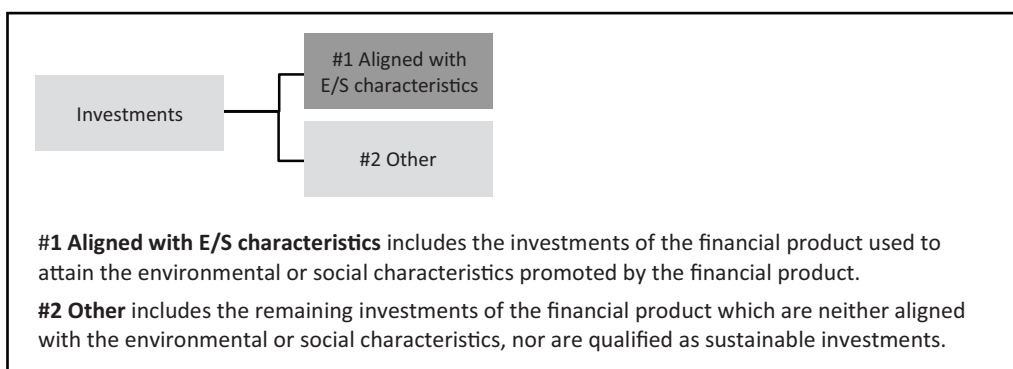 #1 Aligned with
E/S characteristics
Investments
#2 Other
#1 Aligned with E/S characteristics includes the investments of the financial product used to
attain the environmental or social characteristics promoted by the financial product.
#2 Other includes the remaining investments of the financial product which are neither aligned
with the environmental or social characteristics, nor are qualified as sustainable investments.